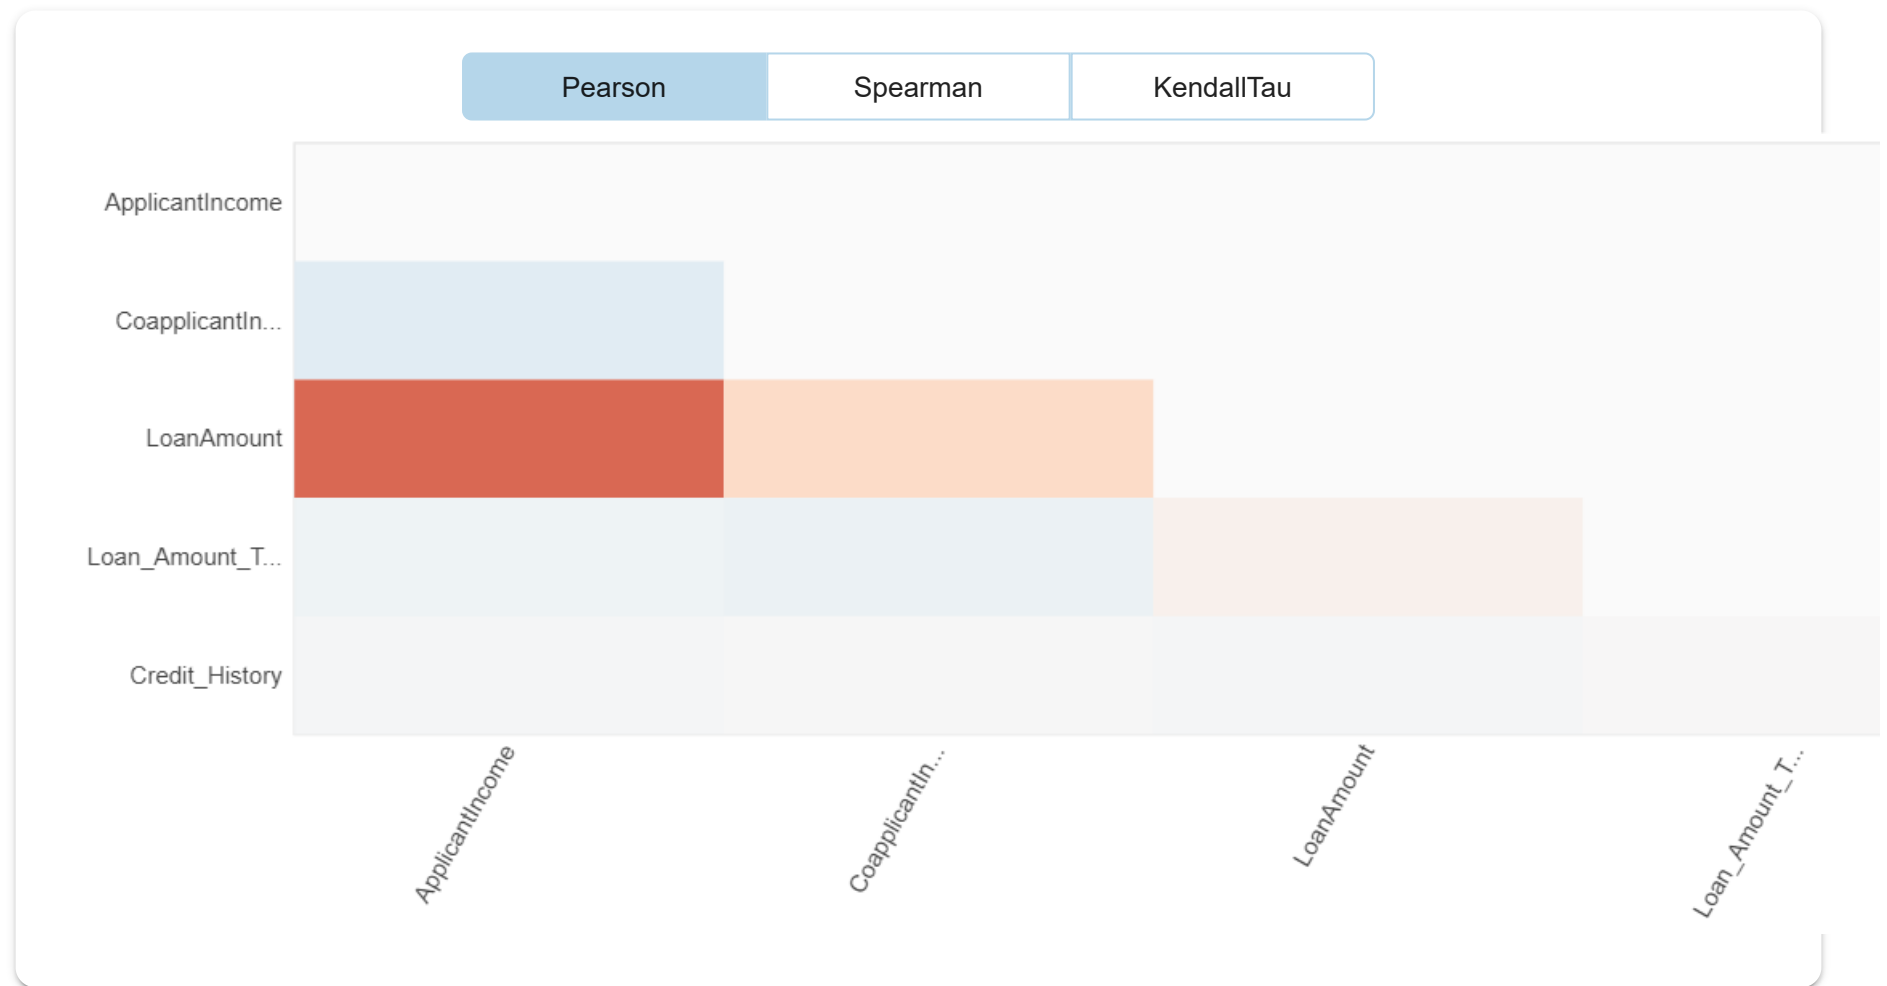 Pearson Spearman KendallTau
ApplicantIncome
CoapplicantIn...
LoanAmount
Loan_Amount_T...
Credit_History
ApplicantIncome
CoapplicantIn...
LoanAmount
Loan_Amount_T...